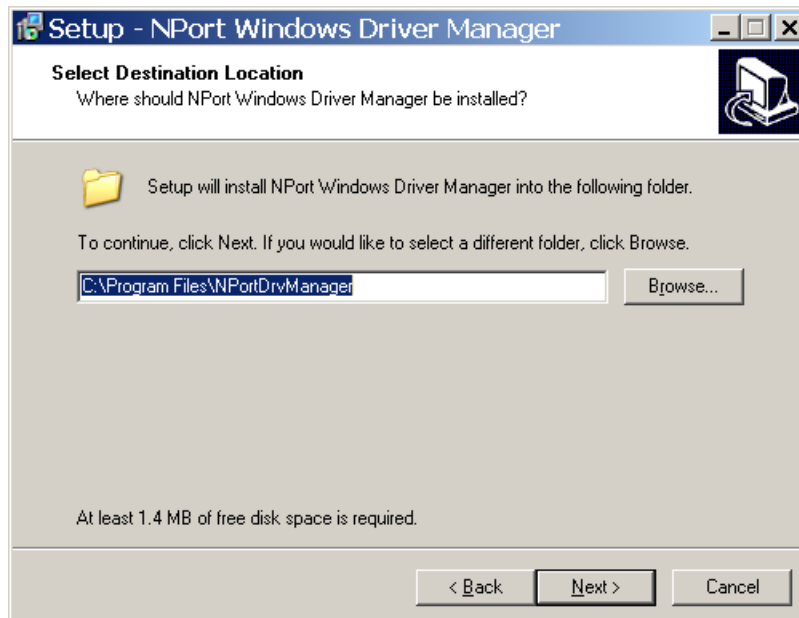 Setup - NPort Windows Driver Manager
Select Destination Location
Where should NPort Windows Driver Manager be installed?
Setup will install NPort Windows Driver Manager into the following folder.
To continue, click Next. If you would like to select a different folder, click Browse.
C:\Program Files\NPortDrvManager
Browse...
At least 1.4 MB of free disk space is required.
< Back
Next >
Cancel